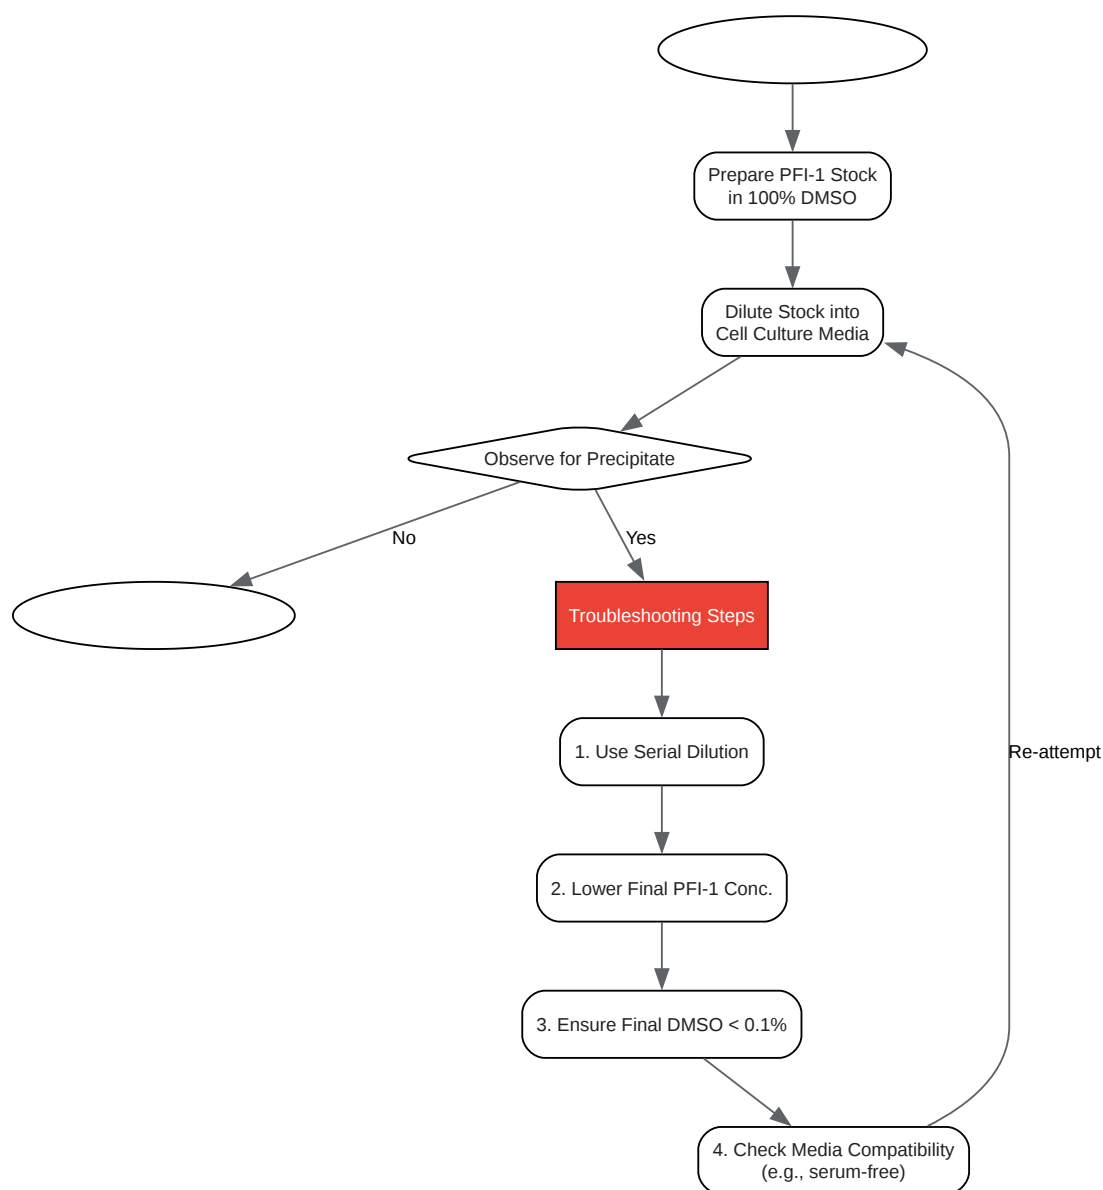 Prepare PFI-1 Stock
in 100% DMSO
Dilute Stock into
Cell Culture Media
Observe for Precipitate
No
Yes
Troubleshooting Steps
1. Use Serial Dilution
Re-attempt
2. Lower Final PFI-1 Conc.
3. Ensure Final DMSO < 0.1%
4. Check Media Compatibility
(e.g., serum-free)